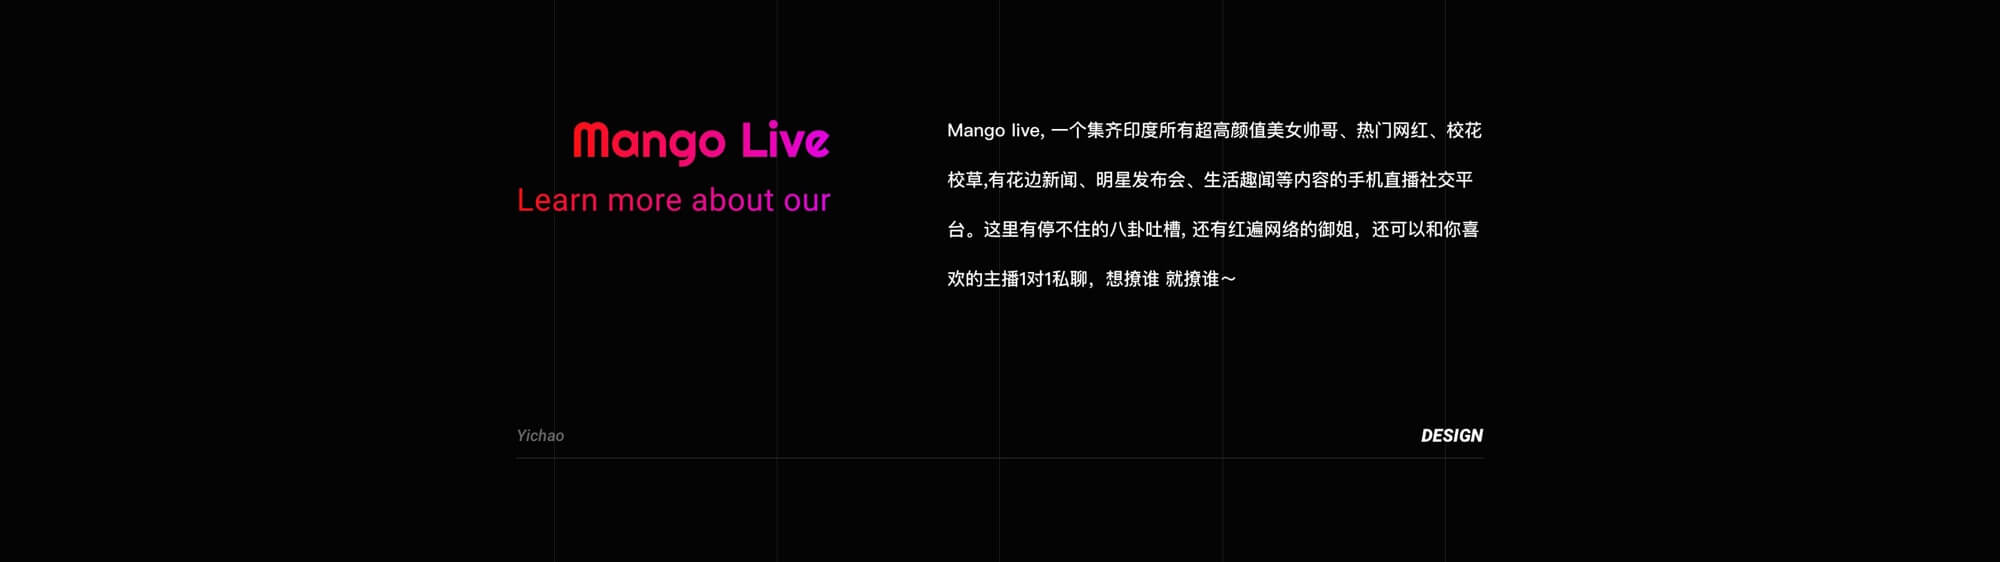 Mango Live
Learn more about our
Mango live, 一个集齐印度所有超高颜值美女帅哥、热门网红、校花
校草,有花边新闻、明星发布会、生活趣闻等内容的手机直播社交平
台。这里有停不住的八卦吐槽, 还有红遍网络的御姐，还可以和你喜
欢的主播1对1私聊，想撩谁 就撩谁～
Yichao
DESIGN